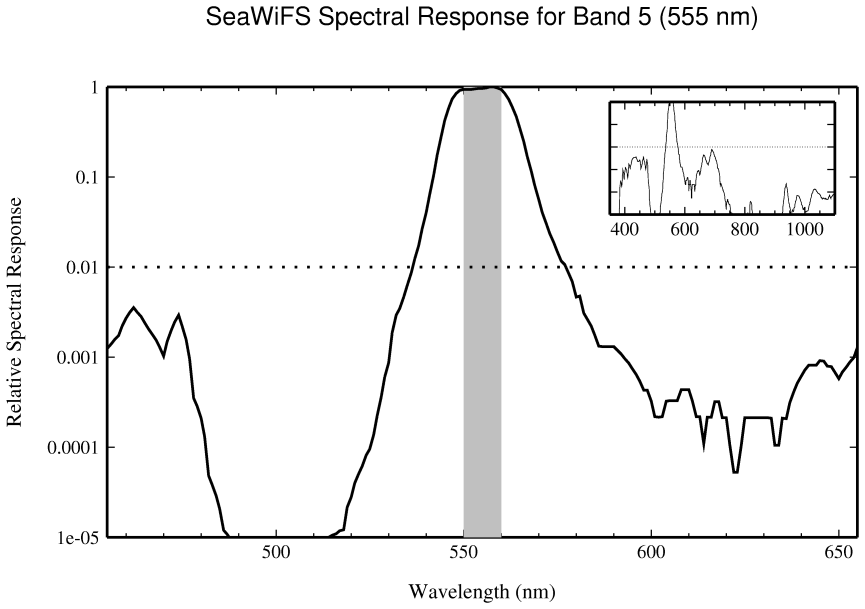 SeaWiFS Spectral Response for Band 5 (555 nm)
1
0.1
0.01
0.001
0.0001
1e-05
Relative Spectral Response
400 600 800 1000
500 550 600 650
Wavelength (nm)